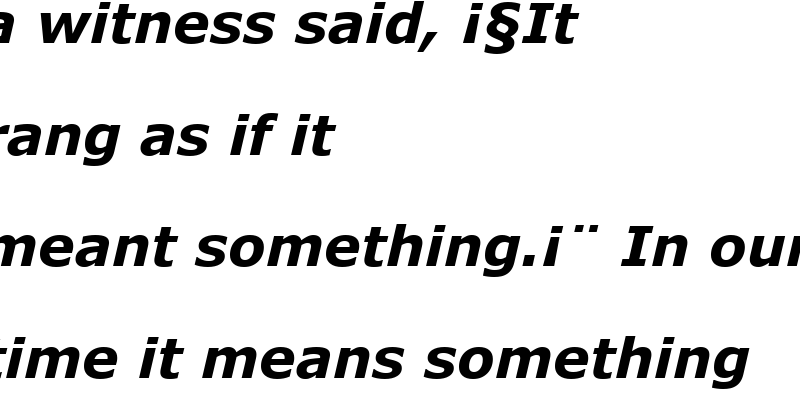 a witness said, i§It
rang as if it
meant something.i¨ In our
time it means something